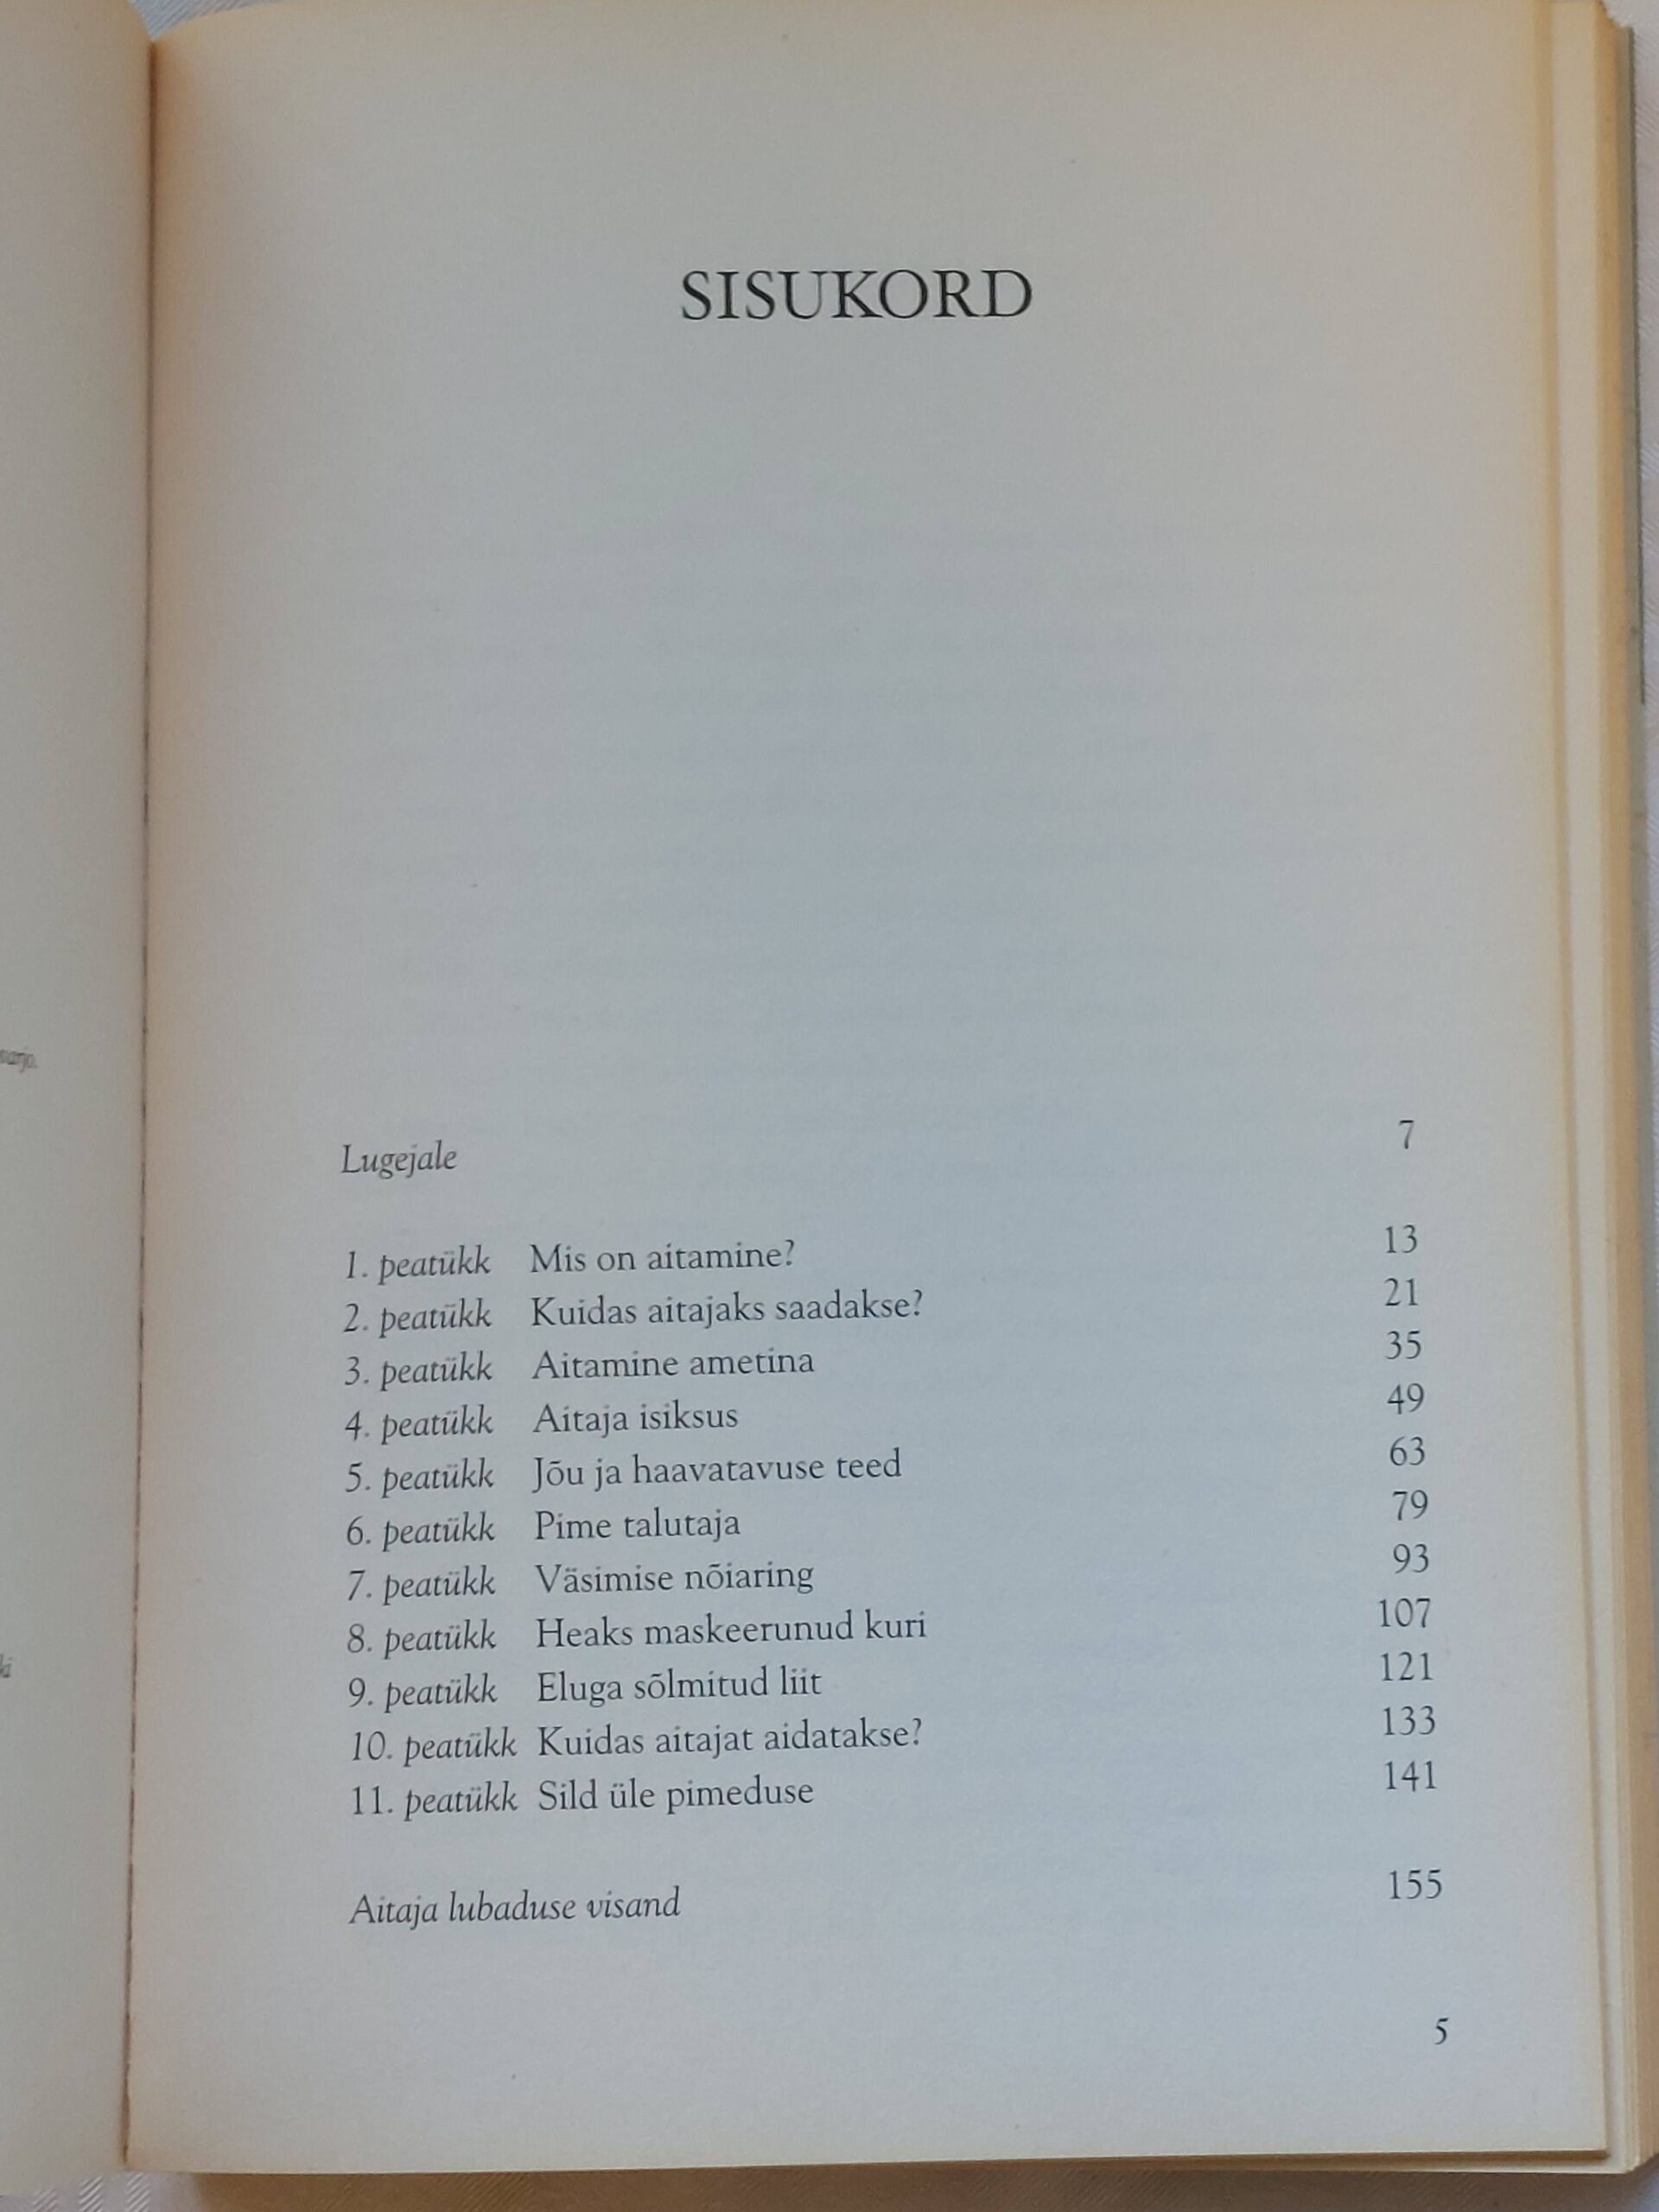 SISUKORD
Lugejale 7
1. peatükk Mis on aitamine? 13
2. peatükk Kuidas aitajaks saadakse? 21
3. peatükk Aitamine ametina 35
4. peatükk Aitaja isiksus 49
5. peatükk Jõu ja haavatavuse teed 63
6. peatükk Pime talutaja 79
7. peatükk Väsimise nõiaring 93
8. peatükk Heaks maskeerunud kuri 107
9. peatükk Eluga sõlmitud liit 121
10. peatükk Kuidas aitajat aidatakse? 133
11. peatükk Sild üle pimeduse 141
Aitaja lubaduse visand 155
5